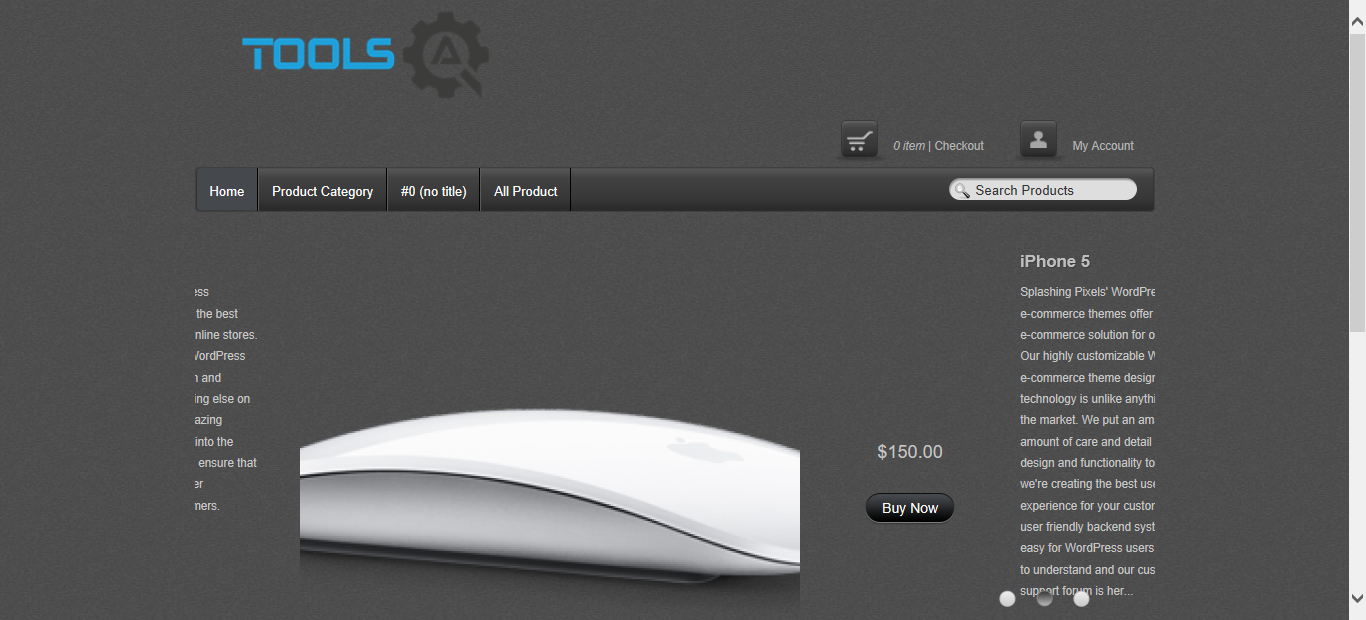 TOOLS QA
0 item | Checkout
My Account
Home
Product Category
#0 (no title)
All Product
Search Products
ess
the best
nline stores.
WordPress
and
ing else on
azing
into the
ensure that
er
mers.
$150.00
Buy Now
iPhone 5
Splashing Pixels' WordPre
e-commerce themes offer
e-commerce solution for o
Our highly customizable W
e-commerce theme design
technology is unlike anythi
the market. We put an am
amount of care and detail
design and functionality to
we're creating the best use
experience for your custor
user friendly backend syst
easy for WordPress users
to understand and our cus
support forum is her...